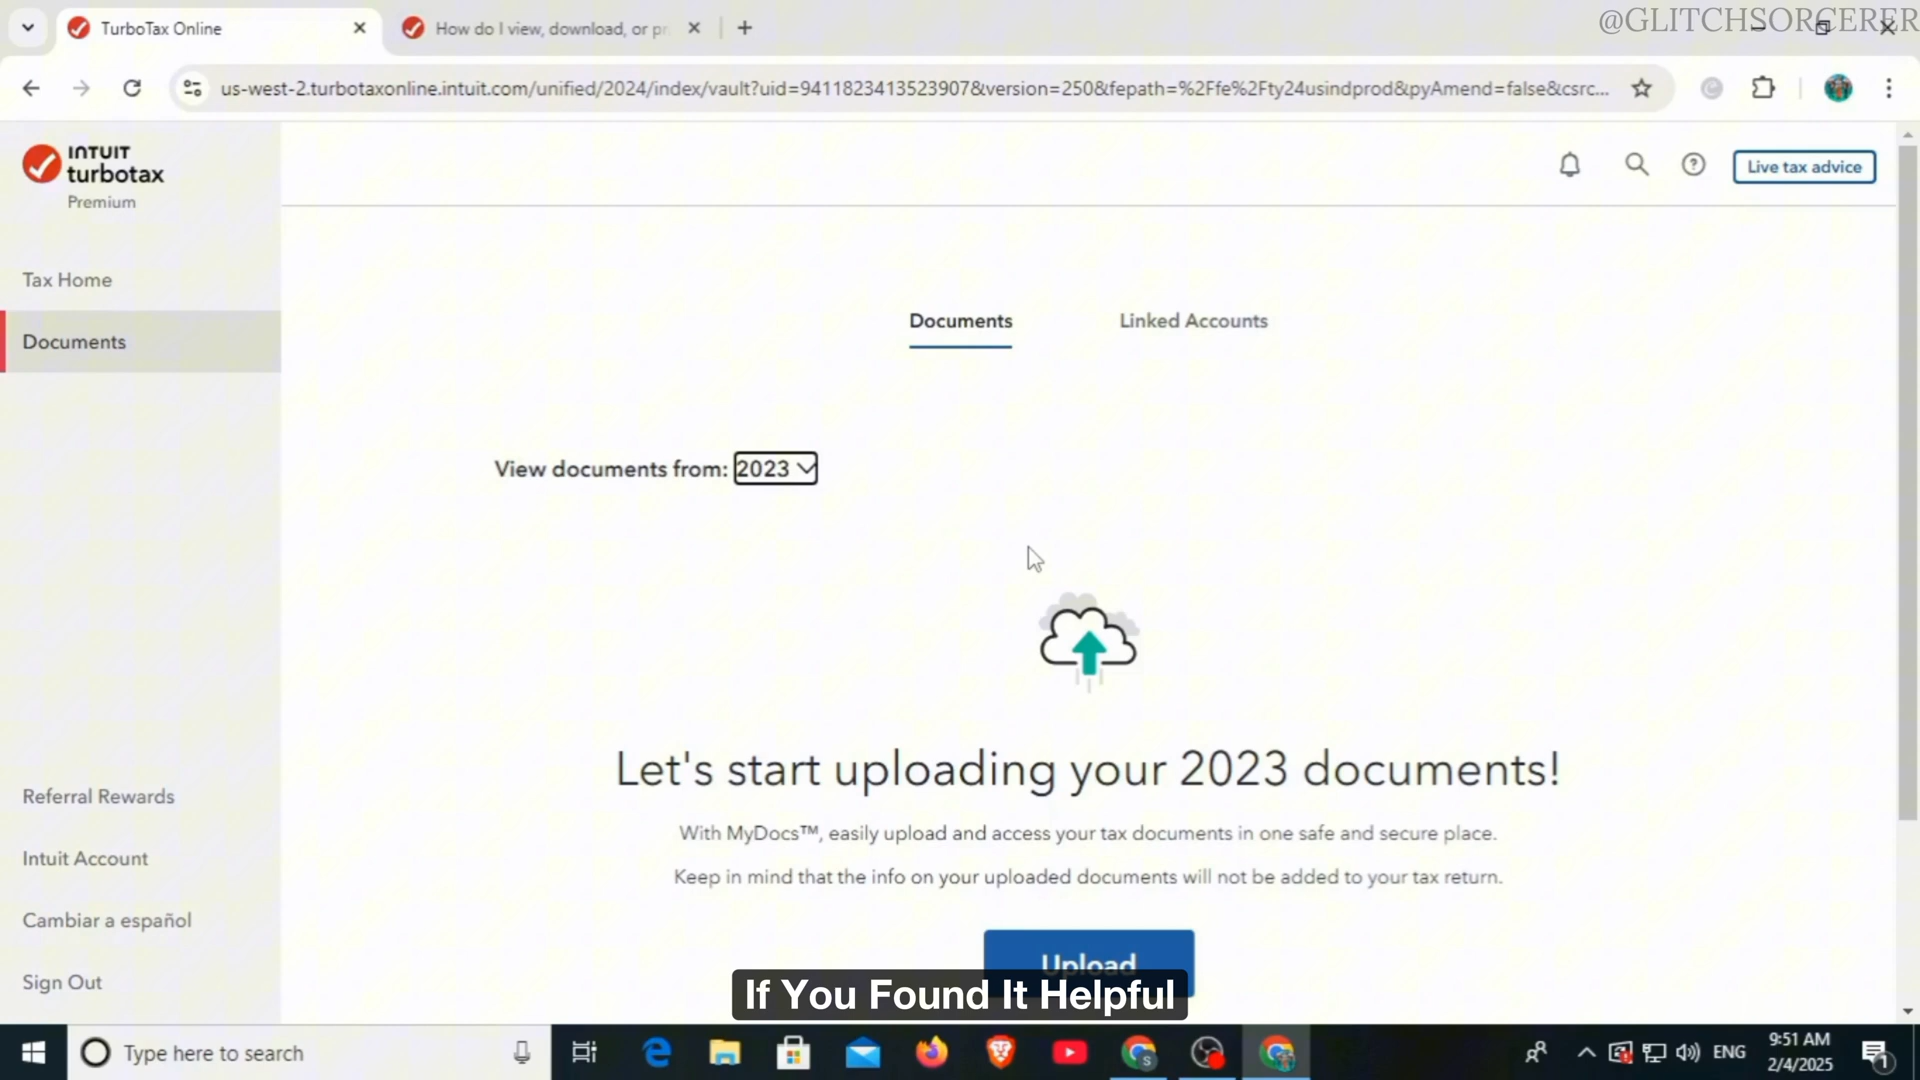 TurboTax Online
How do I view, download, or pr
@GLITCHSORCERER
us-west-2.turbotaxonline.intuit.com/unified/2024/index/vault?uid=9411823413523907&version=250&fepath=%2Ffe%2Fty24usindprod&pyAmend=false&csrc...
INTUIT
turbotax
Premium
Live tax advice
Tax Home
Documents
Documents
Linked Accounts
View documents from: 2023
Let's start uploading your 2023 documents!
With MyDocs™, easily upload and access your tax documents in one safe and secure place.
Keep in mind that the info on your uploaded documents will not be added to your tax return.
Upload
Referral Rewards
Intuit Account
Cambiar a español
Sign Out
If You Found It Helpful
Type here to search
S
ENG
9:51 AM
2/4/2025
1